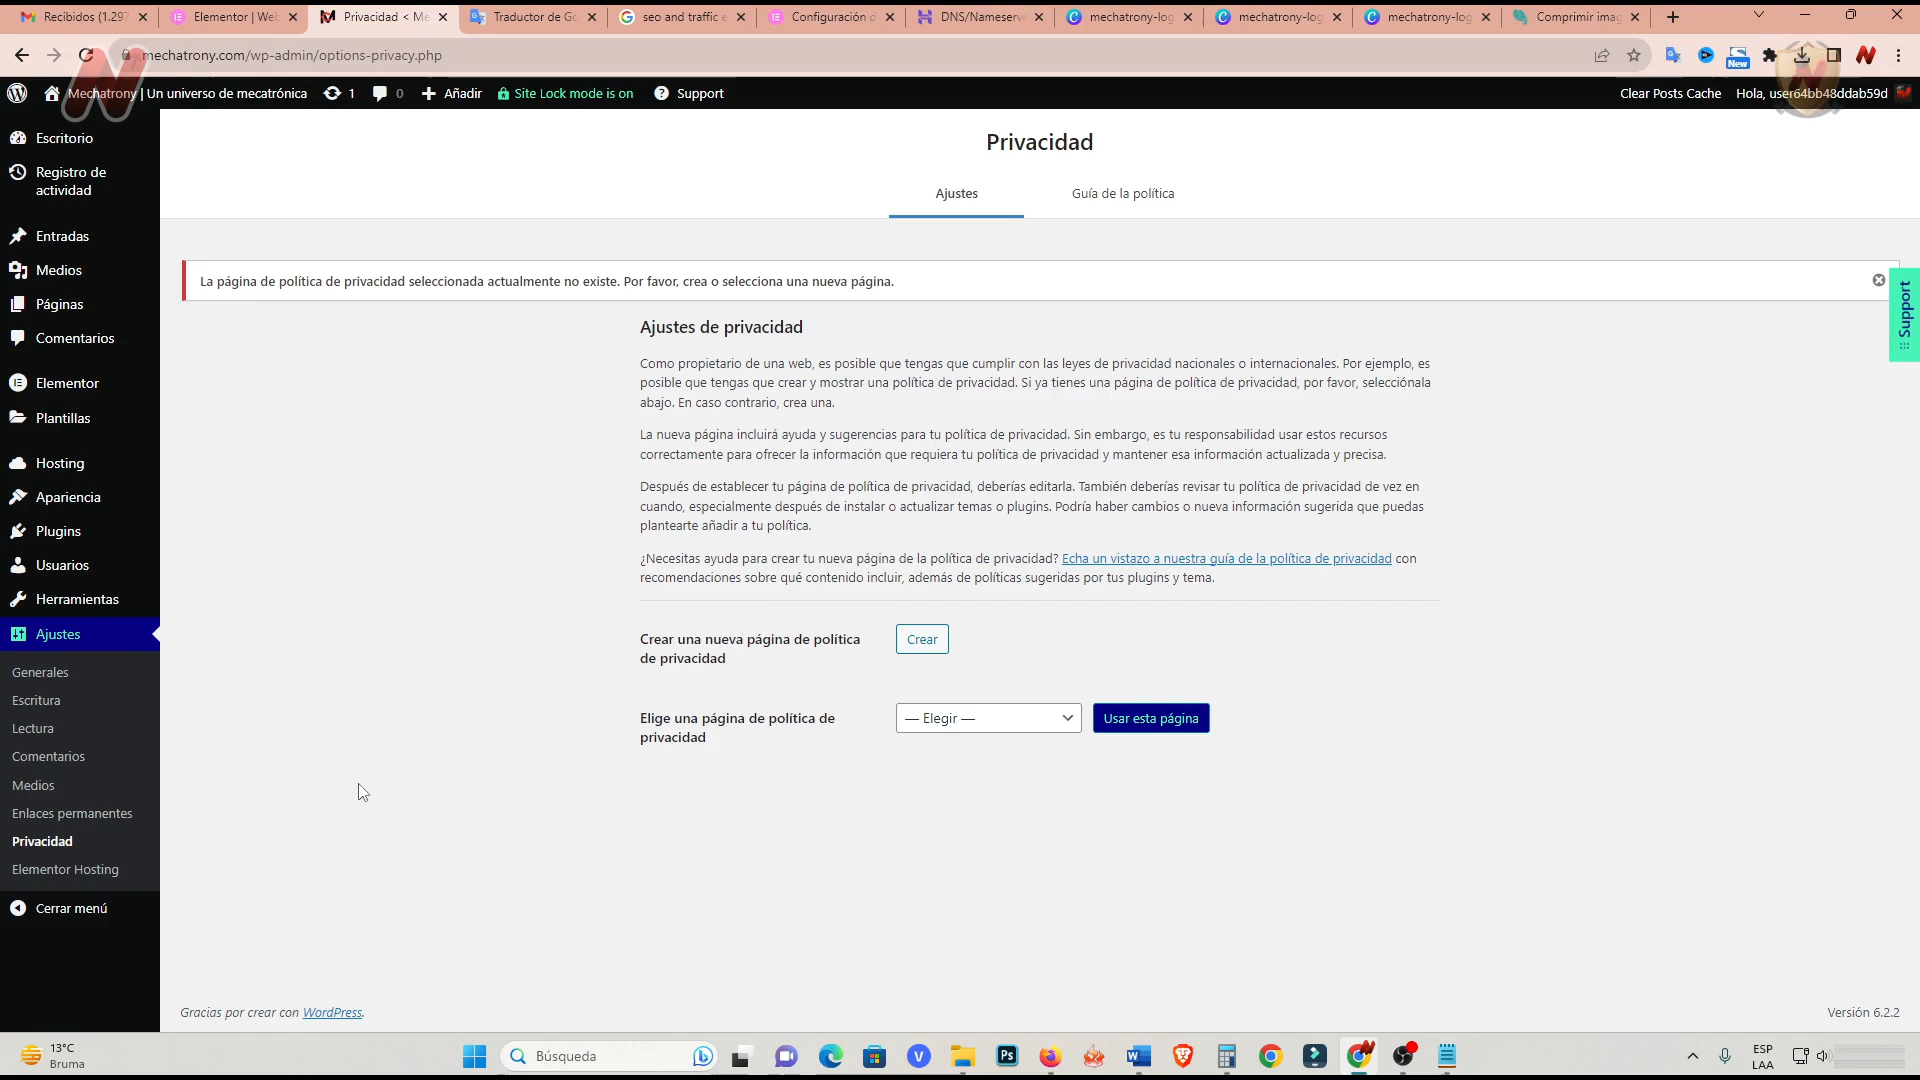 Recibidos (1.297
Elementor | Web
Privacidad < Me
Traductor de Go
seo and traffic e
Configuración d
DNS/Nameserve
mechatrony-log
mechatrony-log
mechatrony-log
Comprimir imag
mechatrony.com/wp-admin/options-privacy.php
New
Mechatrony | Un universo de mecatrónica
1
0
Añadir
Site Lock mode is on
Support
Clear Posts Cache
Hola, user64bb48ddab59d
Escritorio
Registro de
actividad
Entradas
Medios
Páginas
Comentarios
Elementor
Plantillas
Hosting
Apariencia
Plugins
Usuarios
Herramientas
Ajustes
Generales
Escritura
Lectura
Comentarios
Medios
Enlaces permanentes
Privacidad
Elementor Hosting
Cerrar menú
Privacidad
Ajustes
Guía de la política
La página de política de privacidad seleccionada actualmente no existe. Por favor, crea o selecciona una nueva página.
Support
Ajustes de privacidad
Como propietario de una web, es posible que tengas que cumplir con las leyes de privacidad nacionales o internacionales. Por ejemplo, es
posible que tengas que crear y mostrar una política de privacidad. Si ya tienes una página de política de privacidad, por favor, selecciónala
abajo. En caso contrario, crea una.
La nueva página incluirá ayuda y sugerencias para tu política de privacidad. Sin embargo, es tu responsabilidad usar estos recursos
correctamente para ofrecer la información que requiera tu política de privacidad y mantener esa información actualizada y precisa.
Después de establecer tu página de política de privacidad, deberías editarla. También deberías revisar tu política de privacidad de vez en
cuando, especialmente después de instalar o actualizar temas o plugins. Podría haber cambios o nueva información sugerida que puedas
plantearte añadir a tu política.
¿Necesitas ayuda para crear tu nueva página de la política de privacidad? Echa un vistazo a nuestra guía de la política de privacidad con
recomendaciones sobre qué contenido incluir, además de políticas sugeridas por tus plugins y tema.
Crear una nueva página de política
de privacidad
Crear
Elige una página de política de
privacidad
— Elegir —
Usar esta página
Gracias por crear con WordPress.
Versión 6.2.2
13°C
Bruma
Búsqueda
V
Ps
W
ESP
LAA